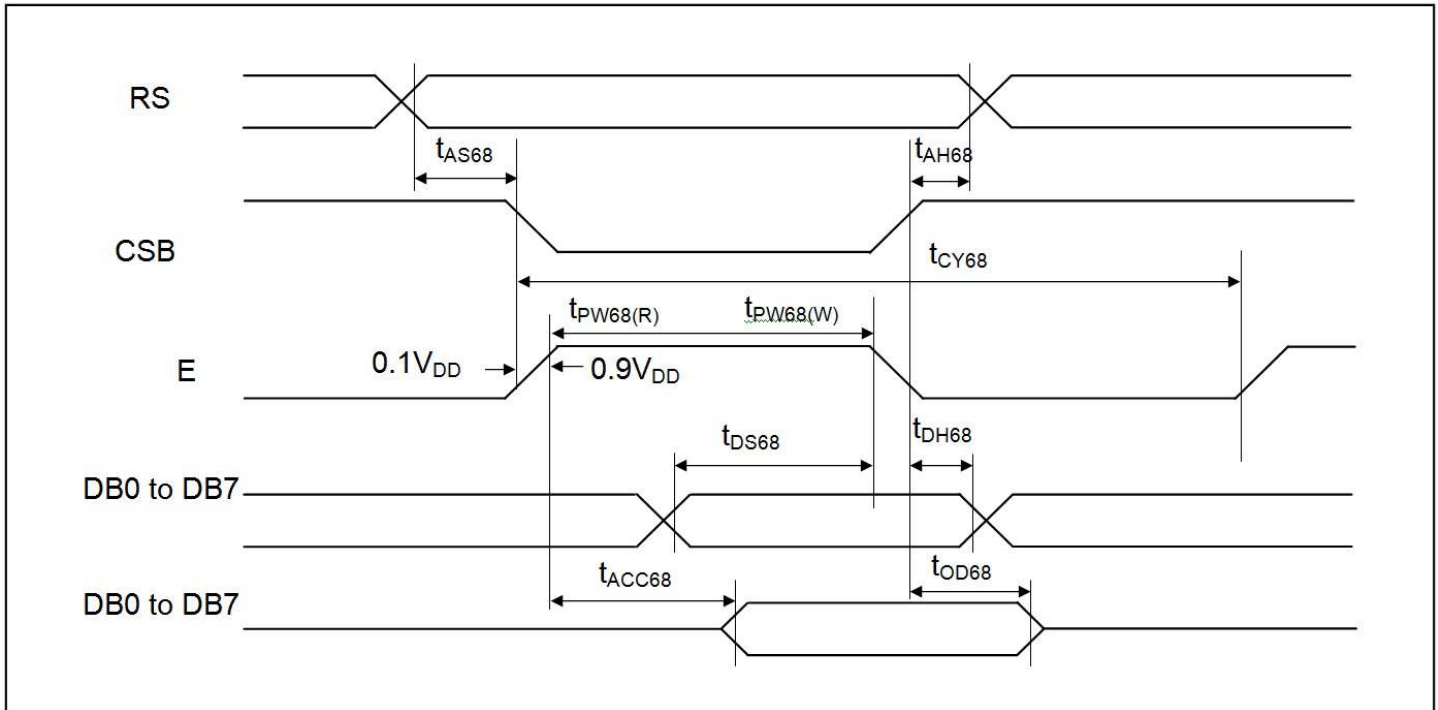 RS
tAS68
tAH68
CSB
tCY68
tPW68(R)
tPW68(W)
E
0.1VDD
0.9VDD
tDS68
tDH68
DB0 to DB7
tACC68
tOD68
DB0 to DB7